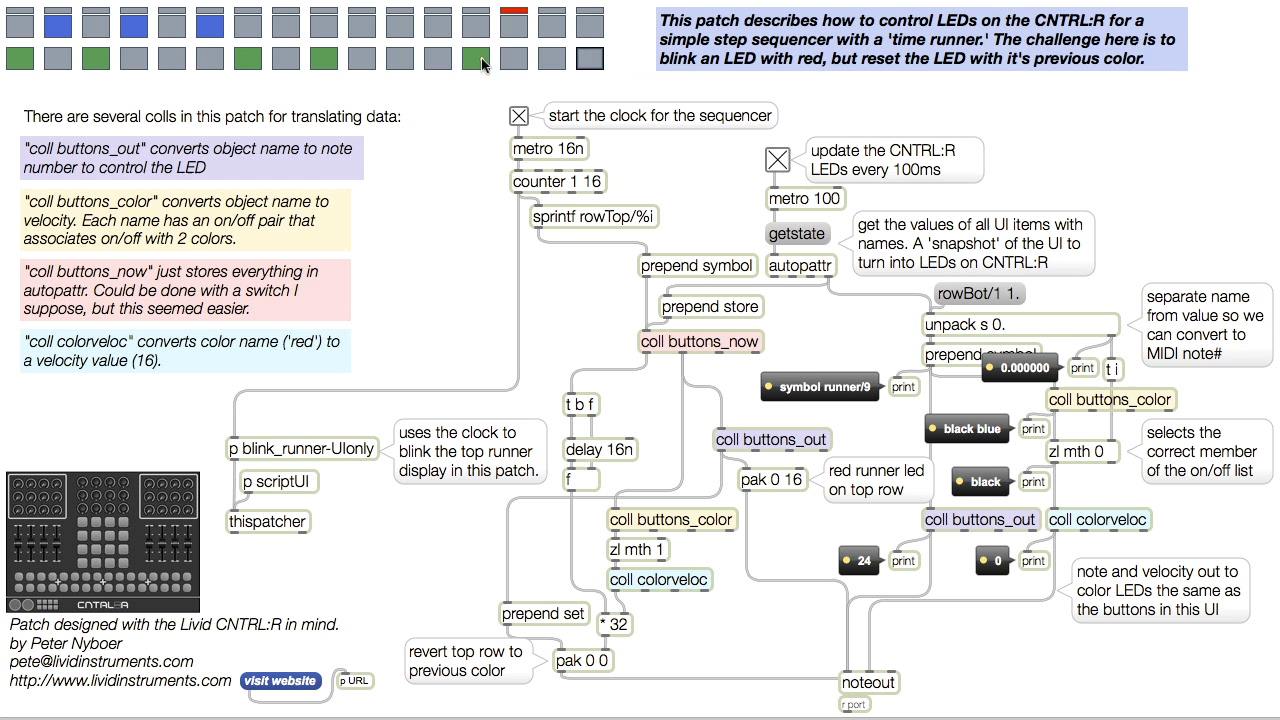 This patch describes how to control LEDs on the CNTRL:R for a
simple step sequencer with a 'time runner.' The challenge here is to
blink an LED with red, but reset the LED with it's previous color.
There are several colls in this patch for translating data:
"coll buttons_out" converts object name to note
number to control the LED
"coll buttons_color" converts object name to
velocity. Each name has an on/off pair that
associates on/off with 2 colors.
"coll buttons_now" just stores everything in
autopattr. Could be done with a switch I
suppose, but this seemed easier.
"coll colorveloc" converts color name ('red') to
a velocity value (16).
start the clock for the sequencer
metro 16n
counter 1 16
sprintf rowTop/%i
update the CNTRL:R
LEDs every 100ms
metro 100
getstate
autopattr
get the values of all UI items with
names. A 'snapshot' of the UI to
turn into LEDs on CNTRL:R
prepend symbol
prepend store
coll buttons_now
rowBot/1 1.
unpack s 0.
prepend symbol
separate name
from value so we
can convert to
MIDI note#
0.000000
print
t i
symbol runner/9
print
coll buttons_color
black blue
print
zl mth 0
selects the
correct member
of the on/off list
black
print
t b f
delay 16n
f
coll buttons_out
pak 0 16
red runner led
on top row
p blink_runner-UIonly
uses the clock to
blink the top runner
display in this patch.
p scriptUI
thispatcher
coll buttons_color
zl mth 1
coll colorveloc
coll buttons_out
coll colorveloc
24
print
0
print
note and velocity out to
color LEDs the same as
the buttons in this UI
prepend set
* 32
revert top row to
previous color
pak 0 0
noteout
r port
CNTRL:R
Patch designed with the Livid CNTRL:R in mind.
by Peter Nyboer
pete@lividinstruments.com
http://www.lividinstruments.com
visit website
p URL